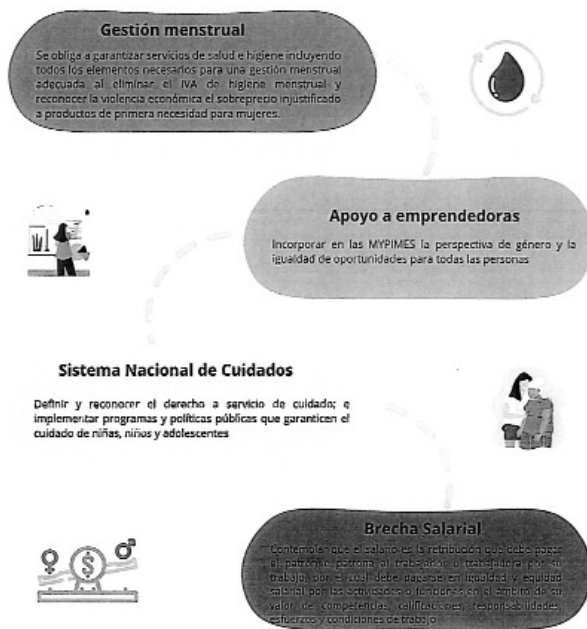 Gestión menstrual
Se obliga a garantizar servicios de salud e higiene incluyendo
todos los elementos necesarios para una gestión menstrual
adecuada al eliminar el IVA de higiene menstrual y
reconocer la violencia económica el sobreprecio injustificado
a productos de primera necesidad para mujeres.
Apoyo a emprendedoras
Incorporar en las MYPIMES la perspectiva de género y la
igualdad de oportunidades para todas las personas
Sistema Nacional de Cuidados
Definir y reconocer el derecho a servicio de cuidado; e
implementar programas y políticas públicas que garanticen el
cuidado de niñas, niños y adolescentes
Brecha Salarial
Contemplar que el salario es la retribución que debe pagar
el patrón o patrona al trabajador o trabajadora por su
trabajo, por el cual debe pagarse en igualdad y equidad
salarial por las actividades o funciones en el ámbito de su
valor de competencias, calificaciones, responsabilidades,
esfuerzos y condiciones de trabajo
$